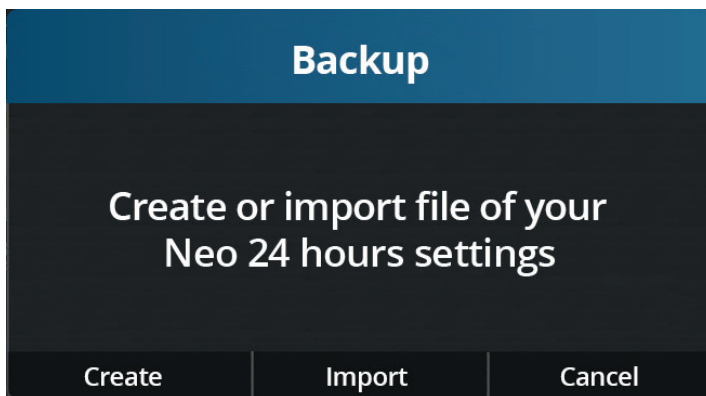 Backup
Create or import file of your
Neo 24 hours settings
Create
Import
Cancel